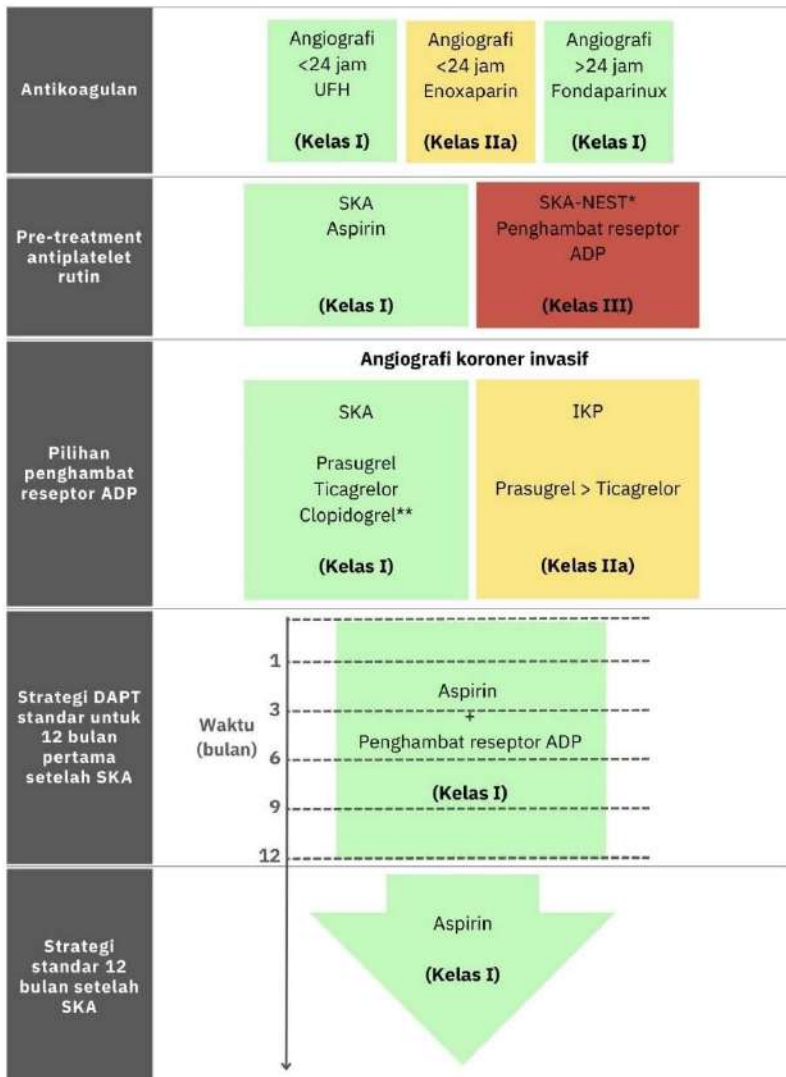 Antikoagulan
Angiografi
<24 jam
UFH
(Kelas I)
Angiografi
<24 jam
Enoxaparin
(Kelas IIa)
Angiografi
>24 jam
Fondaparinux
(Kelas I)
Pre-treatment
antiplatelet
rutin
SKA
Aspirin
(Kelas I)
SKA-NEST*
Penghambat reseptor
ADP
(Kelas III)
Pilihan
penghambat
reseptor ADP
Angiografi koroner invasif
SKA
Prasugrel
Ticagrelor
Clopidogrel**
(Kelas I)
IKP
Prasugrel > Ticagrelor
(Kelas IIa)
Strategi DAPT
standar untuk
12 bulan
pertama
setelah SKA
Waktu
(bulan)
1
3
6
9
12
Aspirin
+
Penghambat reseptor ADP
(Kelas I)
Strategi
standar 12
bulan setelah
SKA
Aspirin
(Kelas I)